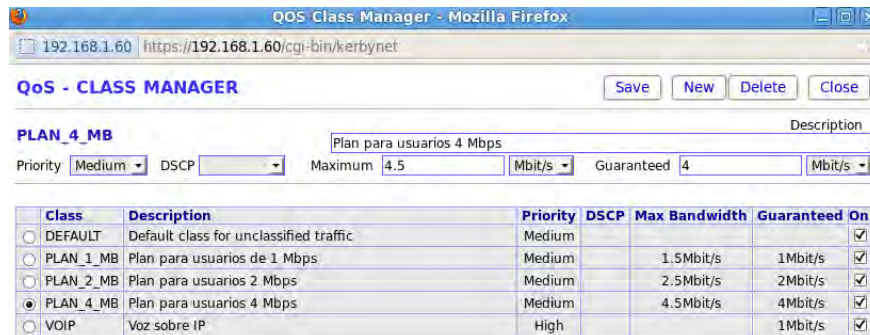 QOS Class Manager - Mozilla Firefox
192.168.1.60 https://192.168.1.60/cgi-bin/kerbynet
QoS - CLASS MANAGER Save New Delete Close
Description
PLAN_4_MB Plan para usuarios 4 Mbps
Priority Medium DSCP Maximum 4.5 Mbit/s Guaranteed 4 Mbit/s
Class Description Priority DSCP Max Bandwidth Guaranteed On
DEFAULT Default class for unclassified traffic Medium
PLAN_1_MB Plan para usuarios de 1 Mbps Medium 1.5Mbit/s 1Mbit/s
PLAN_2_MB Plan para usuarios 2 Mbps Medium 2.5Mbit/s 2Mbit/s
PLAN_4_MB Plan para usuarios 4 Mbps Medium 4.5Mbit/s 4Mbit/s
VOIP Voz sobre IP High 1Mbit/s